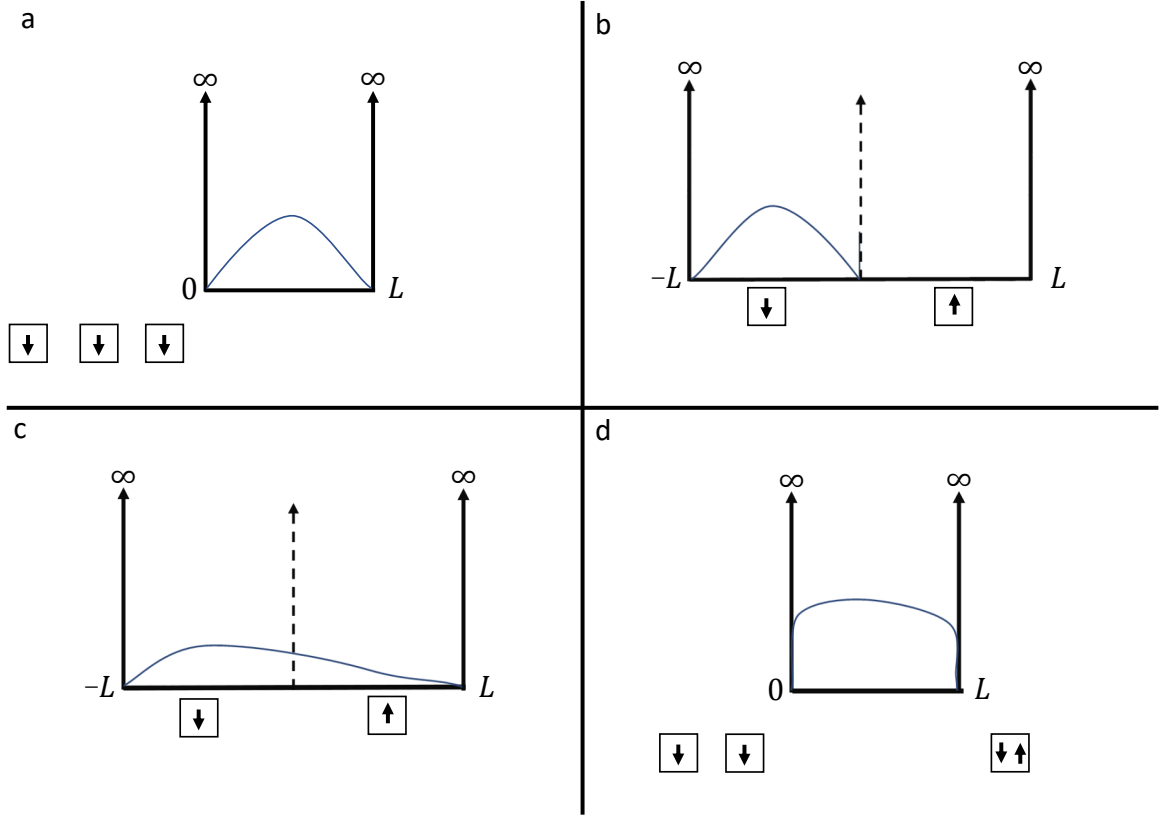 a
∞ ∞
0 L
↓ ↓ ↓
b
∞ ∞
−L L
↓ ↑
c
∞ ∞
−L L
↓ ↑
d
∞ ∞
0 L
↓ ↓ ↓↑